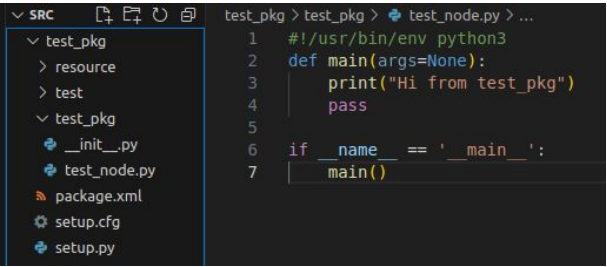 SRC
test_pkg
resource
test
test_pkg
__init__.py
test_node.py
package.xml
setup.cfg
setup.py
test_pkg > test_pkg > test_node.py > ...
1 #!/usr/bin/env python3
2 def main(args=None):
3 print("Hi from test_pkg")
4 pass
5
6 if __name__ == '__main__':
7 main()